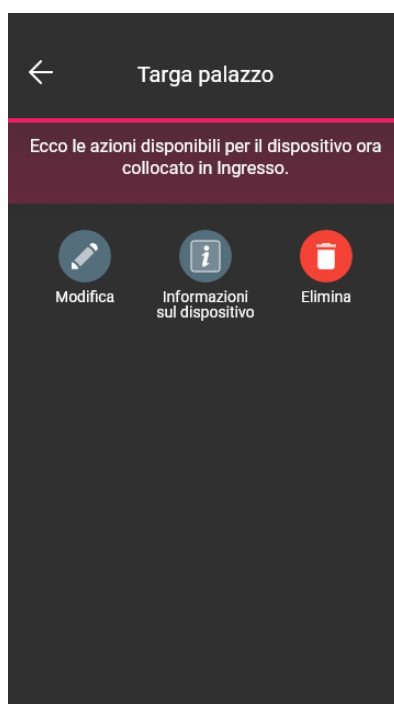 Targa palazzo
Ecco le azioni disponibili per il dispositivo ora
collocato in Ingresso.
Modifica
Informazioni
sul dispositivo
Elimina